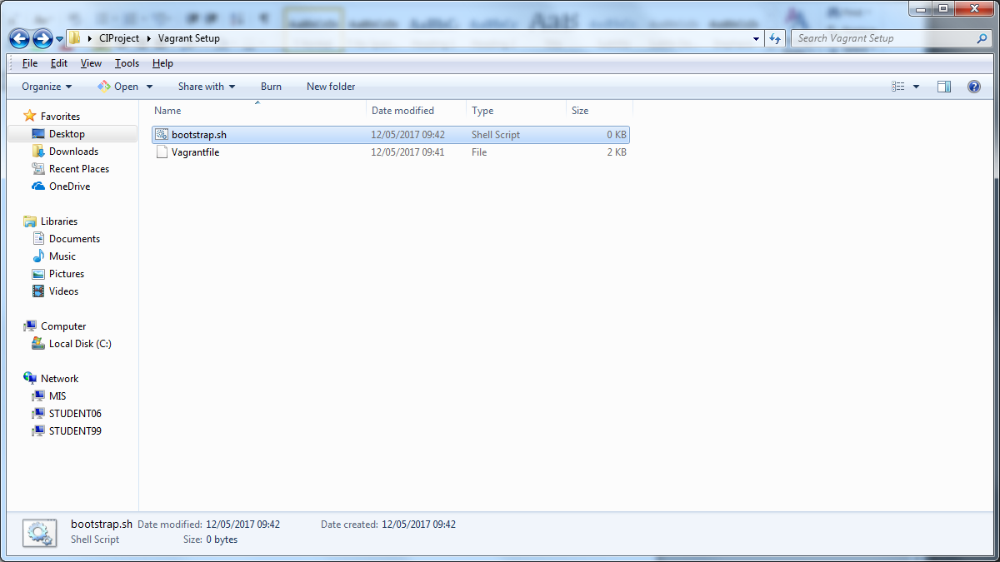 CIProject Vagrant Setup
Search Vagrant Setup
File Edit View Tools Help
Organize Open Share with Burn New folder
Name Date modified Type Size
bootstrap.sh 12/05/2017 09:42 Shell Script 0 KB
Vagrantfile 12/05/2017 09:41 File 2 KB
Favorites
Desktop
Downloads
Recent Places
OneDrive
Libraries
Documents
Music
Pictures
Videos
Computer
Local Disk (C:)
Network
MIS
STUDENT06
STUDENT99
bootstrap.sh Date modified: 12/05/2017 09:42 Date created: 12/05/2017 09:42
Shell Script Size: 0 bytes